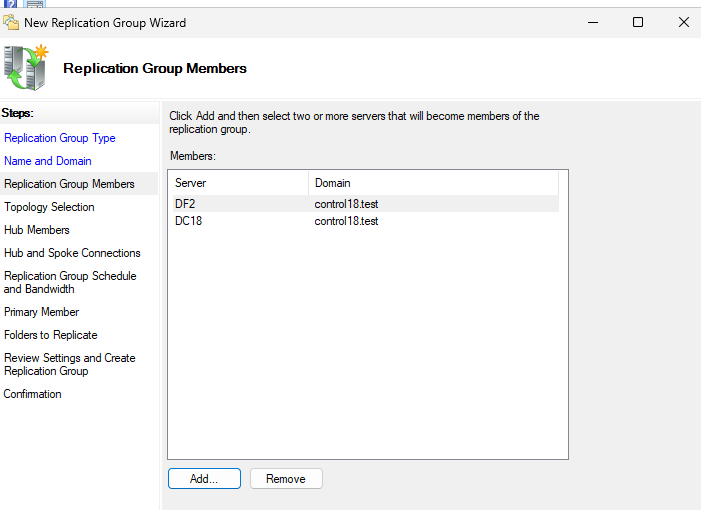 New Replication Group Wizard
Replication Group Members
Steps:
Replication Group Type
Name and Domain
Replication Group Members
Topology Selection
Hub Members
Hub and Spoke Connections
Replication Group Schedule
and Bandwidth
Primary Member
Folders to Replicate
Review Settings and Create
Replication Group
Confirmation
Click Add and then select two or more servers that will become members of the
replication group.
Members:
Server Domain
DF2 control18.test
DC18 control18.test
Add... Remove